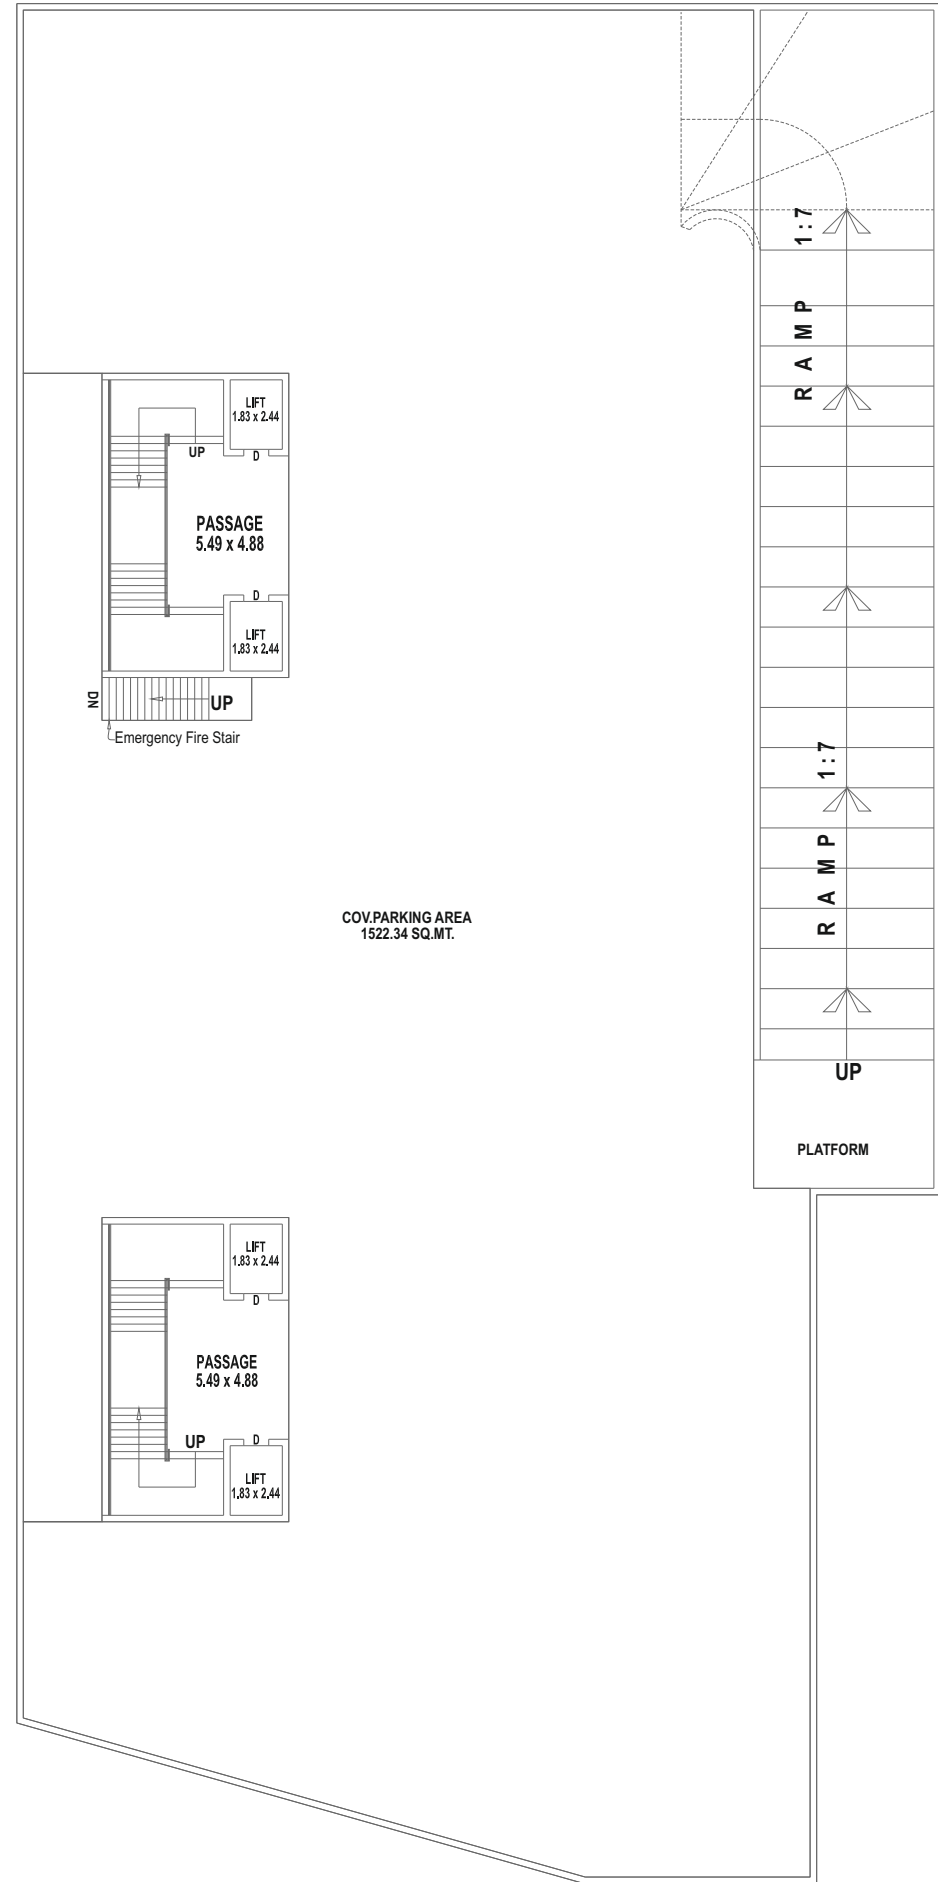 RAMP 1:7
LIFT
1.83 x 2.44
UP
D
PASSAGE
5.49 x 4.88
D
LIFT
1.83 x 2.44
DN
UP
Emergency Fire Stair
RAMP 1:7
COV.PARKING AREA
1522.34 SQ.MT.
UP
PLATFORM
LIFT
1.83 x 2.44
D
PASSAGE
5.49 x 4.88
UP
D
LIFT
1.83 x 2.44